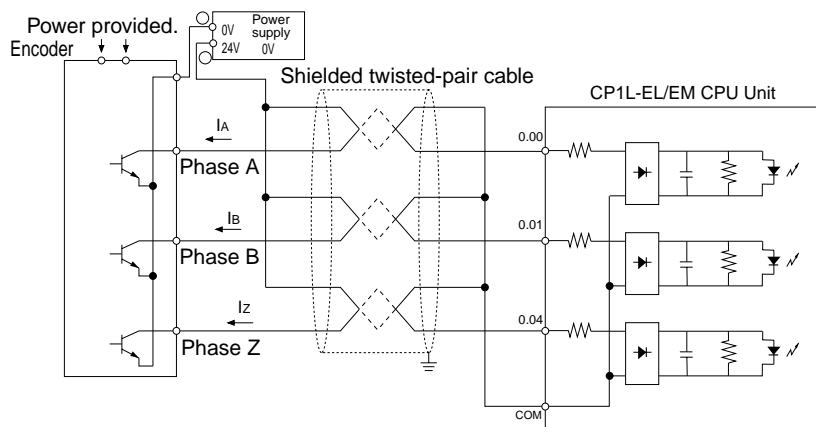 Power provided.
Encoder
0V
Power
supply
24V
0V
Shielded twisted-pair cable
CP1L-EL/EM CPU Unit
IA
Phase A
0.00
IB
Phase B
0.01
IZ
Phase Z
0.04
COM